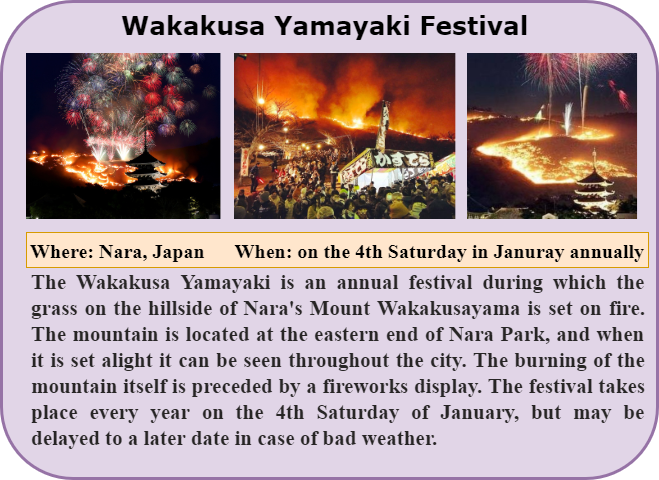 Wakakusa Yamayaki Festival
かすてら
Where: Nara, Japan When: on the 4th Saturday in Januray annually
The Wakakusa Yamayaki is an annual festival during which the
grass on the hillside of Nara's Mount Wakakusayama is set on fire.
The mountain is located at the eastern end of Nara Park, and when
it is set alight it can be seen throughout the city. The burning of the
mountain itself is preceded by a fireworks display. The festival takes
place every year on the 4th Saturday of January, but may be
delayed to a later date in case of bad weather.